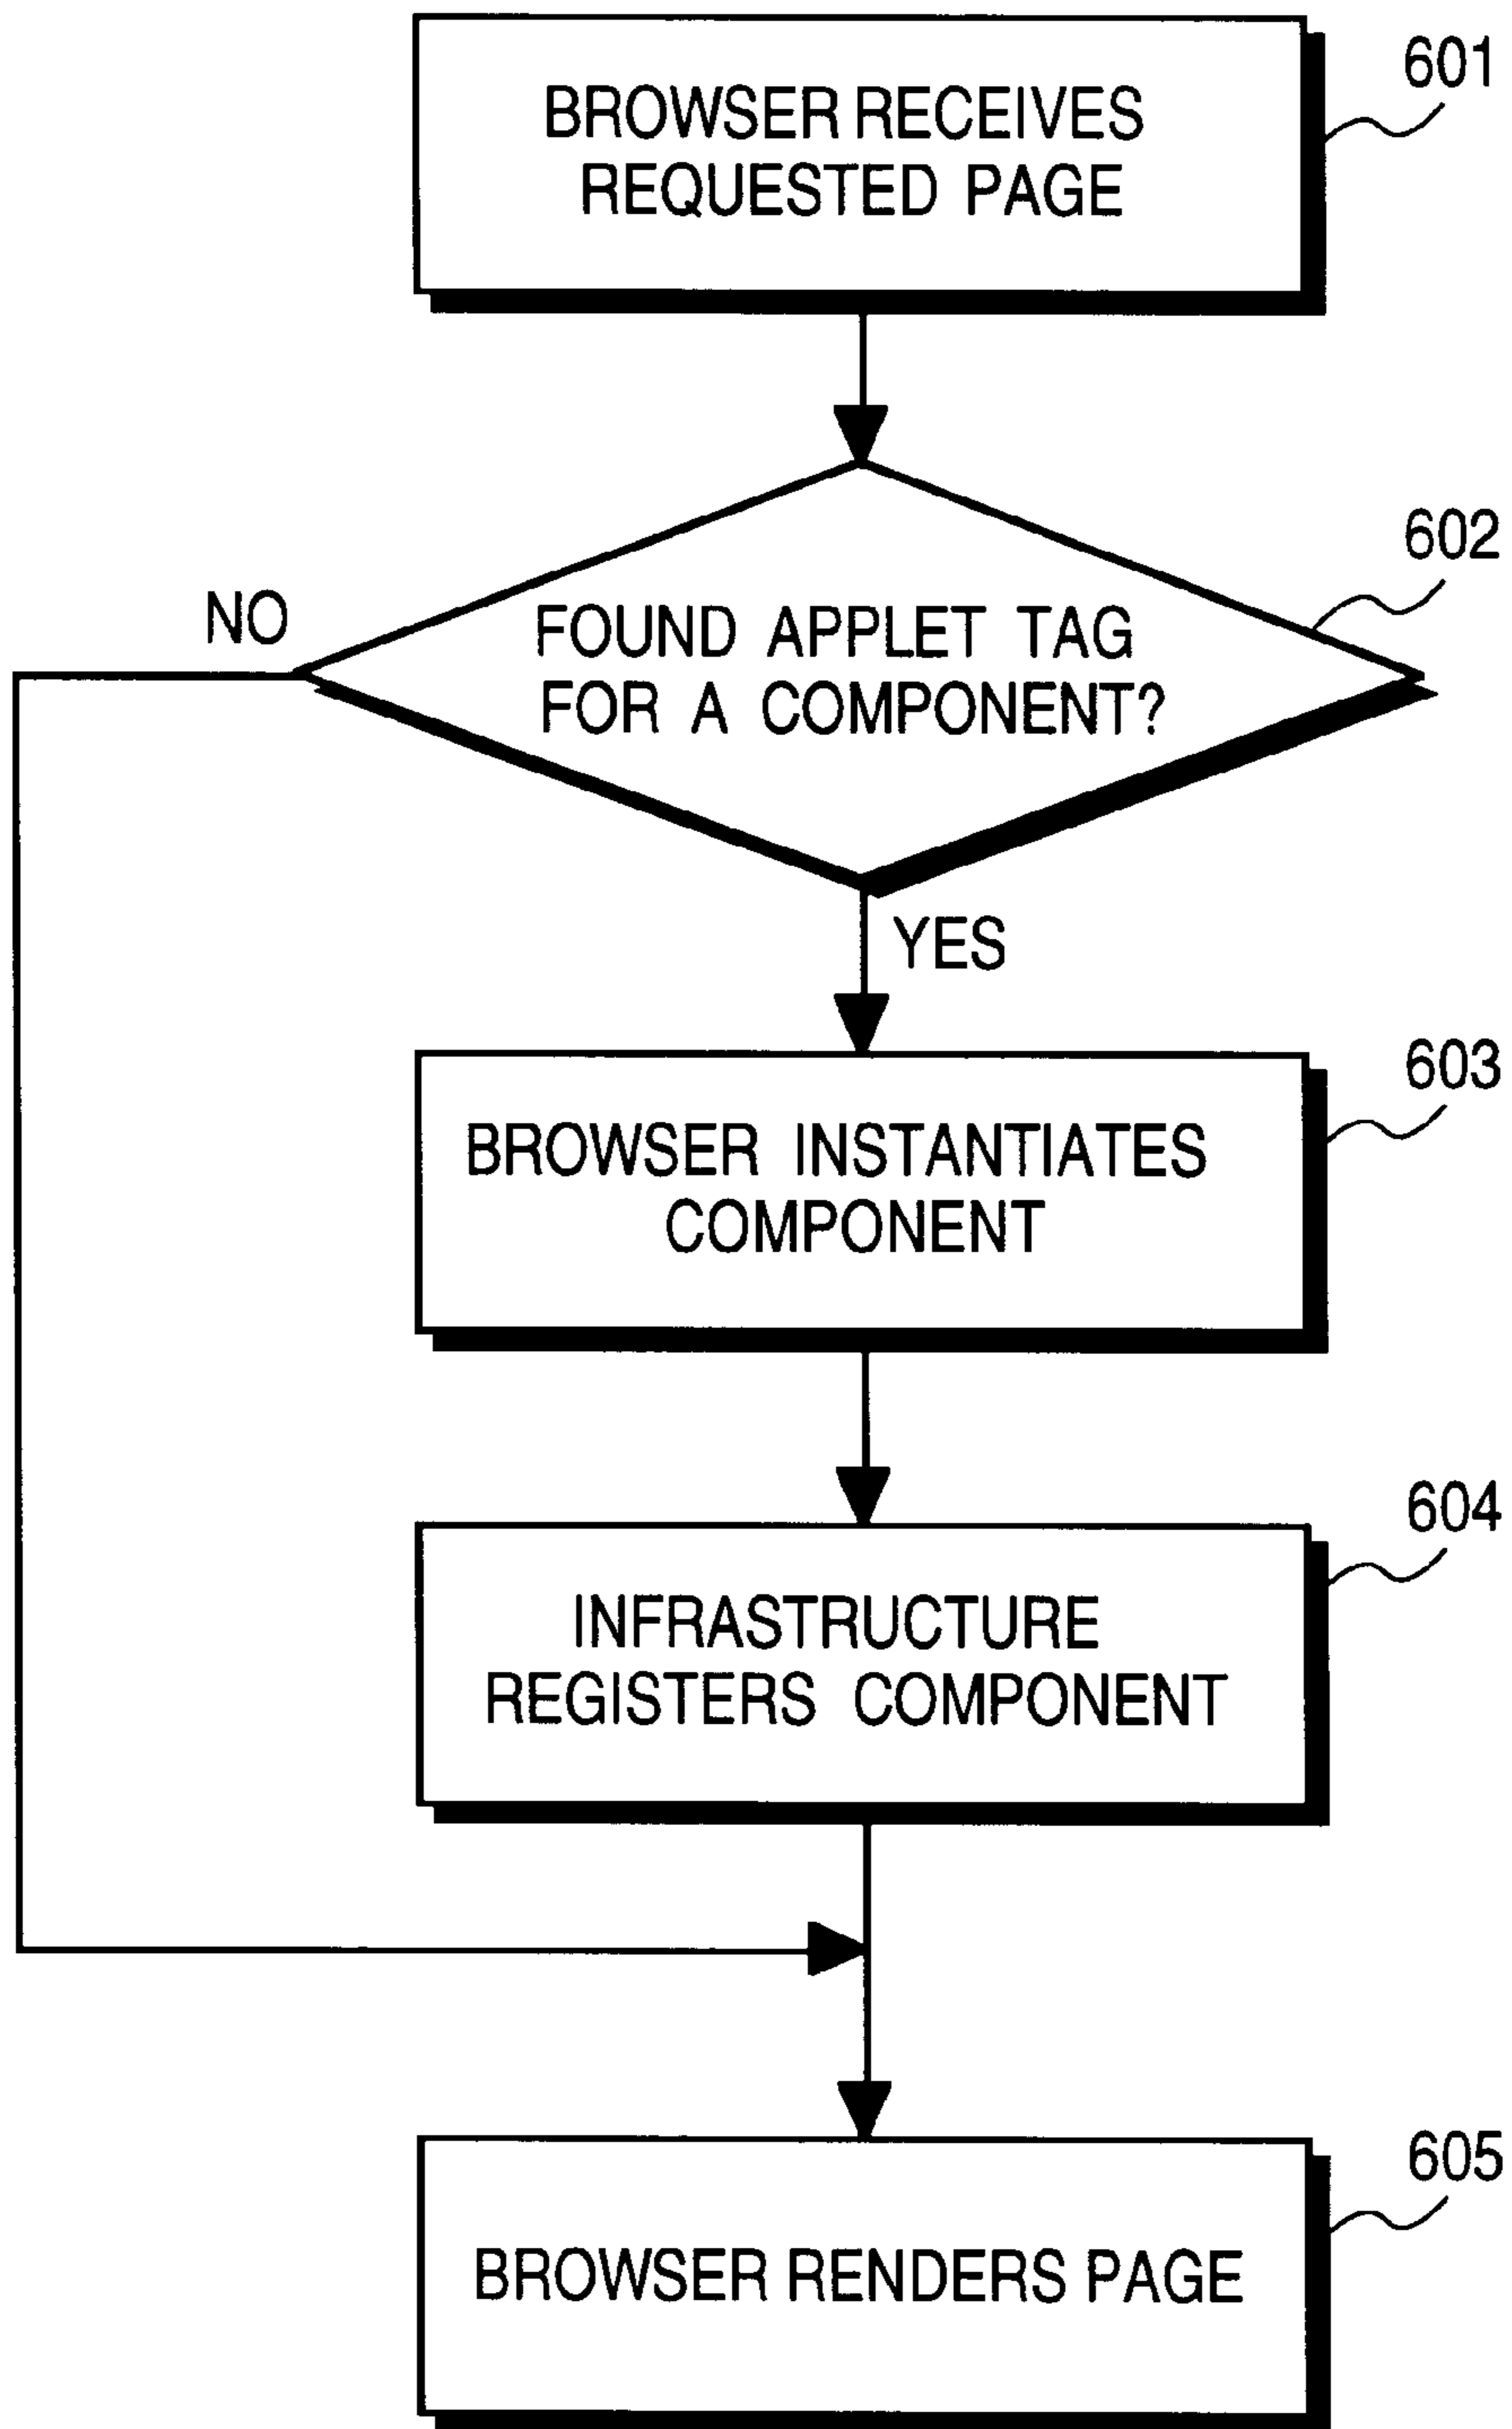 BROWSER RECEIVES
REQUESTED PAGE
601
602
NO
FOUND APPLET TAG
FOR A COMPONENT?
YES
603
BROWSER INSTANTIATES
COMPONENT
604
INFRASTRUCTURE
REGISTERS COMPONENT
605
BROWSER RENDERS PAGE